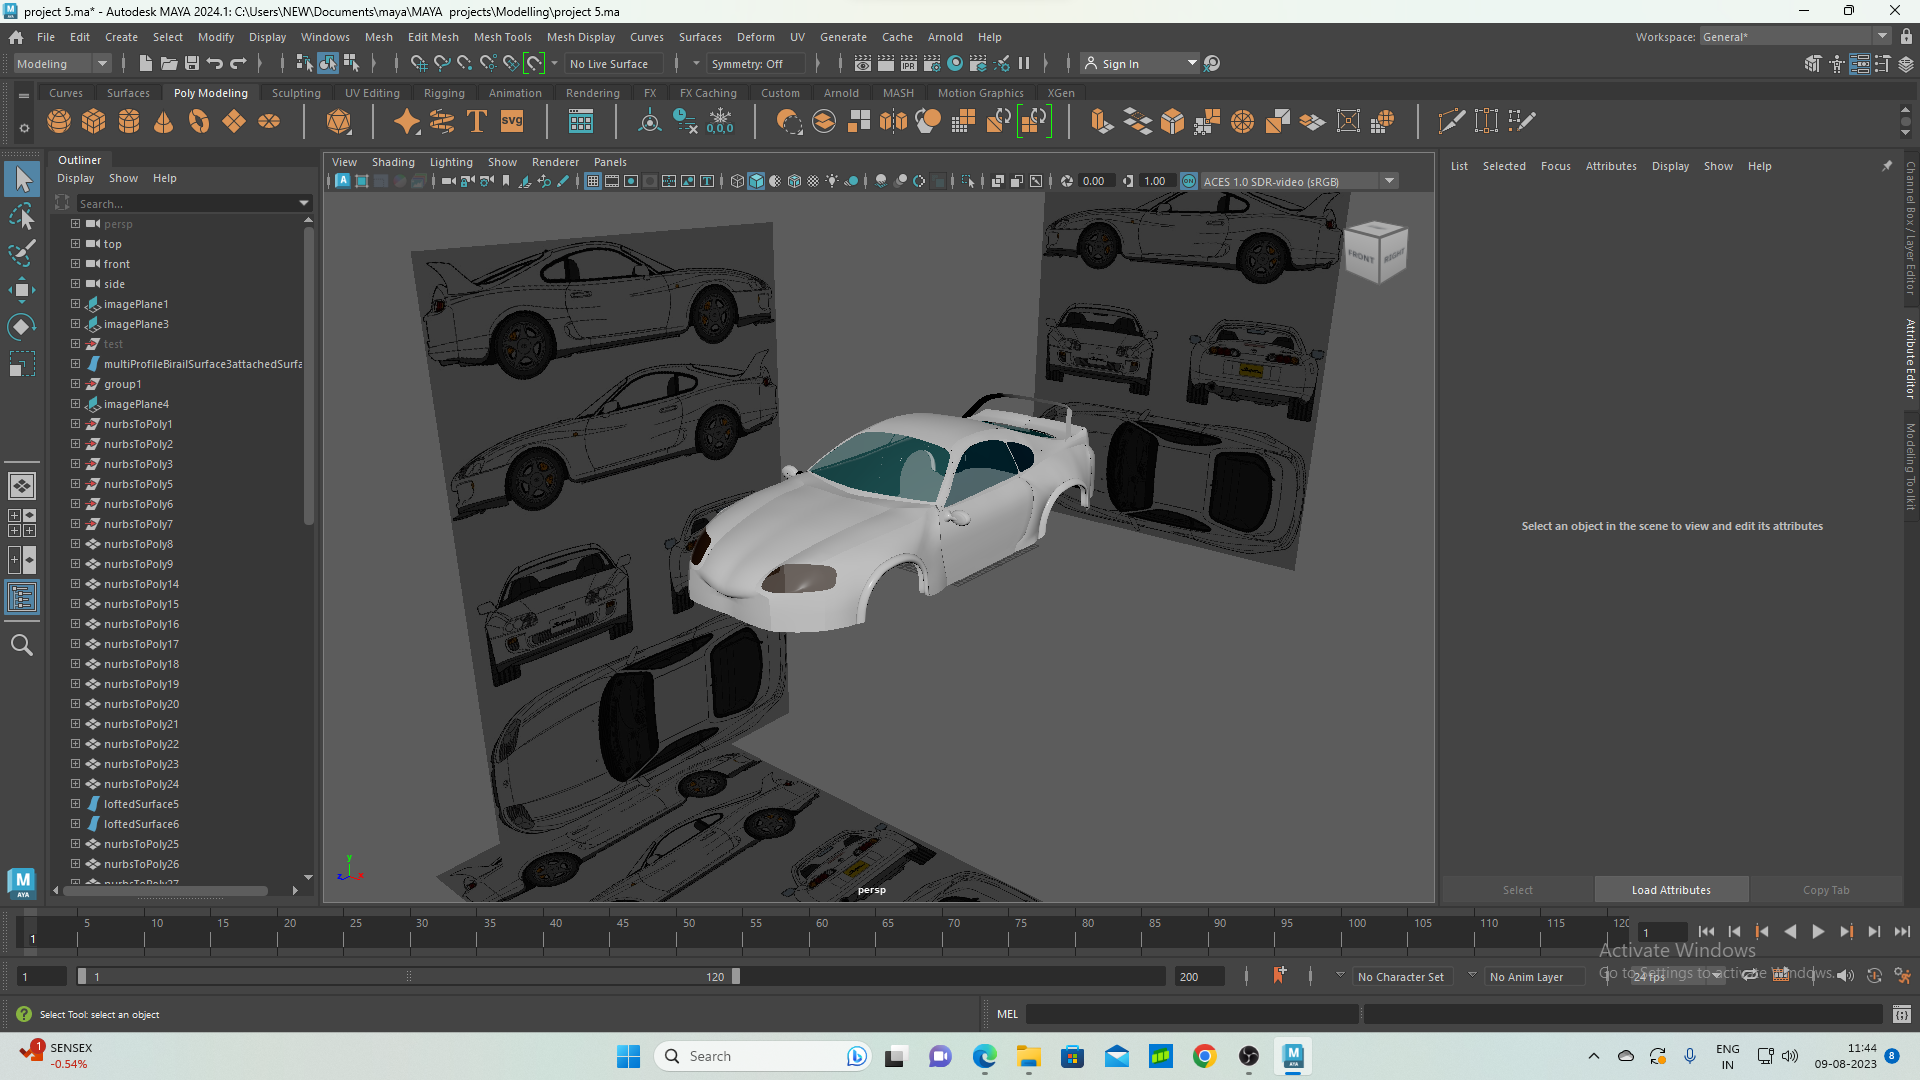 project 5.ma* - Autodesk MAYA 2024.1: C:\Users\NEW\Documents\maya\MAYA  projects\Modelling\project 5.ma
File Edit Create Select Modify Display Windows Mesh Edit Mesh Mesh Tools Mesh Display Curves Surfaces Deform UV Generate Cache Arnold Help Workspace: General*
Modeling No Live Surface Symmetry: Off IPR Sign In
Curves Surfaces Poly Modeling Sculpting UV Editing Rigging Animation Rendering FX FX Caching Custom Arnold MASH Motion Graphics XGen
T svg 0,0,0
Outliner
Display Show Help
Search...
persp
top
front
side
imagePlane1
imagePlane3
test
multiProfileBirailSurface3attachedSurfa
group1
imagePlane4
nurbsToPoly1
nurbsToPoly2
nurbsToPoly3
nurbsToPoly5
nurbsToPoly6
nurbsToPoly7
nurbsToPoly8
nurbsToPoly9
nurbsToPoly14
nurbsToPoly15
nurbsToPoly16
nurbsToPoly17
nurbsToPoly18
nurbsToPoly19
nurbsToPoly20
nurbsToPoly21
nurbsToPoly22
nurbsToPoly23
nurbsToPoly24
loftedSurface5
loftedSurface6
nurbsToPoly25
nurbsToPoly26
nurbsToPoly27
View Shading Lighting Show Renderer Panels
0.00 1.00 ON ACES 1.0 SDR-video (sRGB)
FRONT RIGHT
y
z x
persp
List Selected Focus Attributes Display Show Help
Select an object in the scene to view and edit its attributes
Select Load Attributes Copy Tab
Channel Box / Layer Editor
Attribute Editor
Modeling Toolkit
M
AYA
5 10 15 20 25 30 35 40 45 50 55 60 65 70 75 80 85 90 95 100 105 110 115 120
1 1
Activate Windows
Go to Settings to activate Windows.
1 1 120 200 No Character Set No Anim Layer 24 fps
Select Tool: select an object MEL
1 SENSEX
-0.54%
Search
ENG
IN
11:44
09-08-2023
8